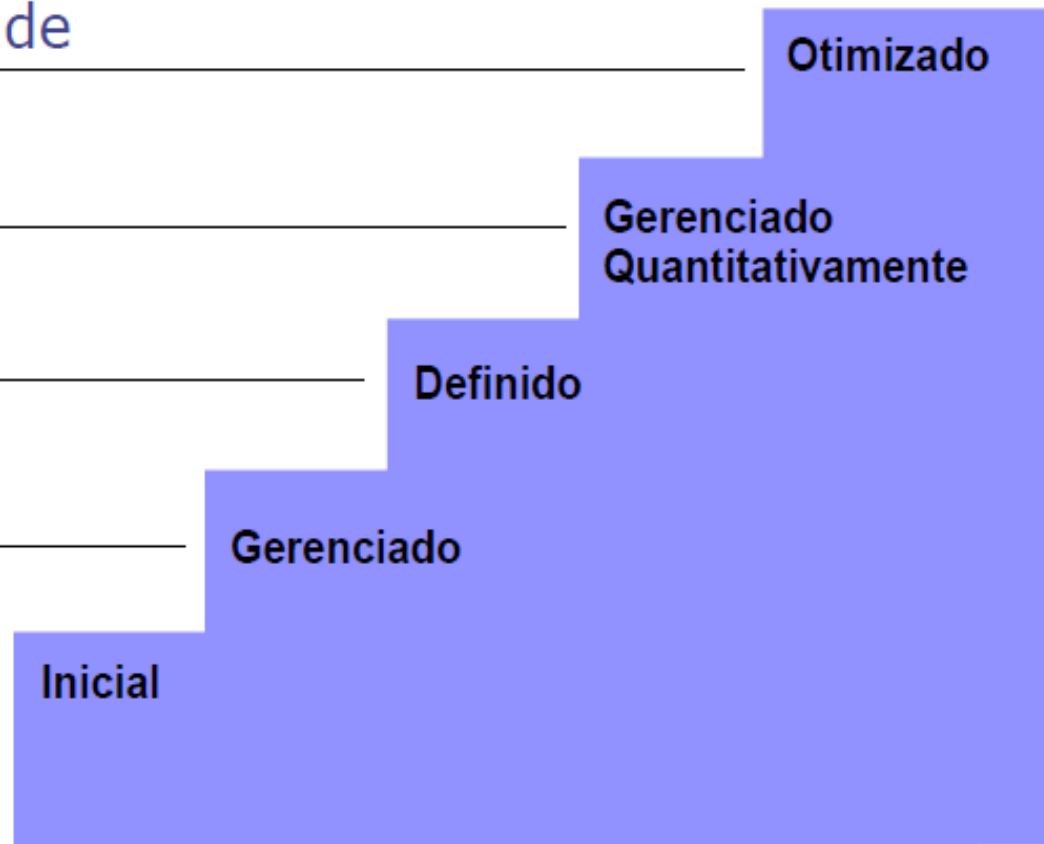 de
Otimizado
Gerenciado
Quantitativamente
Definido
Gerenciado
Inicial